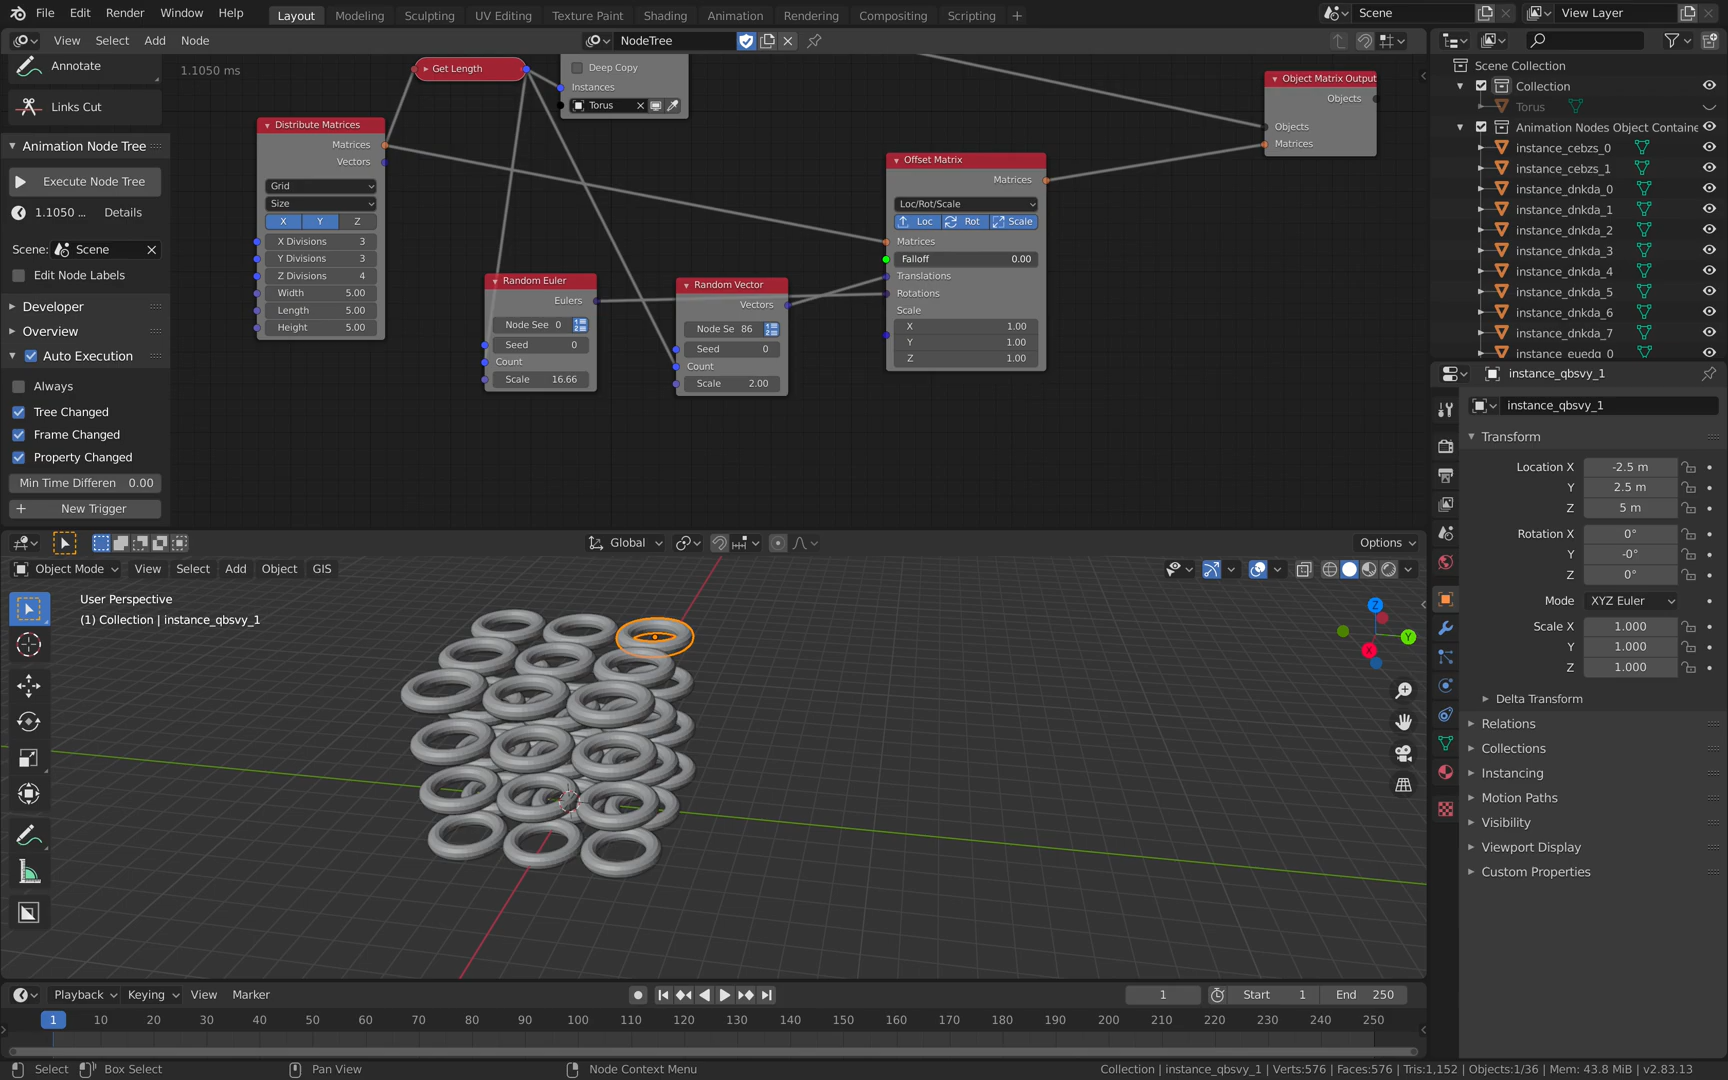 File Edit Render Window Help
Layout Modeling Sculpting UV Editing Texture Paint Shading Animation Rendering Compositing Scripting +
Scene
View Layer
View Select Add Node
NodeTree
Annotate
Links Cut
Animation Node Tree
Execute Node Tree
1.1050 ... Details
Scene: Scene
Edit Node Labels
Developer
Overview
Auto Execution
Always
Tree Changed
Frame Changed
Property Changed
Min Time Differen 0.00
New Trigger
1.1050 ms
Get Length
Deep Copy
Instances
Torus
Distribute Matrices
Matrices
Vectors
Grid
Size
X Y Z
X Divisions 3
Y Divisions 3
Z Divisions 4
Width 5.00
Length 5.00
Height 5.00
Random Euler
Eulers
Node See 0
Seed 0
Count
Scale 16.66
Random Vector
Vectors
Node Se 86
Seed 0
Count
Scale 2.00
Offset Matrix
Matrices
Loc/Rot/Scale
Loc Rot Scale
Matrices
Falloff 0.00
Translations
Rotations
Scale
X 1.00
Y 1.00
Z 1.00
Object Matrix Output
Objects
Objects
Matrices
Scene Collection
Collection
Torus
Animation Nodes Object Containe
instance_cebzs_0
instance_cebzs_1
instance_dnkda_0
instance_dnkda_1
instance_dnkda_2
instance_dnkda_3
instance_dnkda_4
instance_dnkda_5
instance_dnkda_6
instance_dnkda_7
instance_euedg_0
instance_qbsvy_1
instance_qbsvy_1
Transform
Location X -2.5 m
Y 2.5 m
Z 5 m
Rotation X 0°
Y -0°
Z 0°
Mode XYZ Euler
Scale X 1.000
Y 1.000
Z 1.000
Delta Transform
Relations
Collections
Instancing
Motion Paths
Visibility
Viewport Display
Custom Properties
Global
Options
Object Mode View Select Add Object GIS
User Perspective
(1) Collection | instance_qbsvy_1
Z
Y
X
Playback Keying View Marker
1 Start 1 End 250
1 10 20 30 40 50 60 70 80 90 100 110 120 130 140 150 160 170 180 190 200 210 220 230 240 250
Select Box Select Pan View Node Context Menu
Collection | instance_qbsvy_1 | Verts:576 | Faces:576 | Tris:1,152 | Objects:1/36 | Mem: 43.8 MiB | v2.83.13